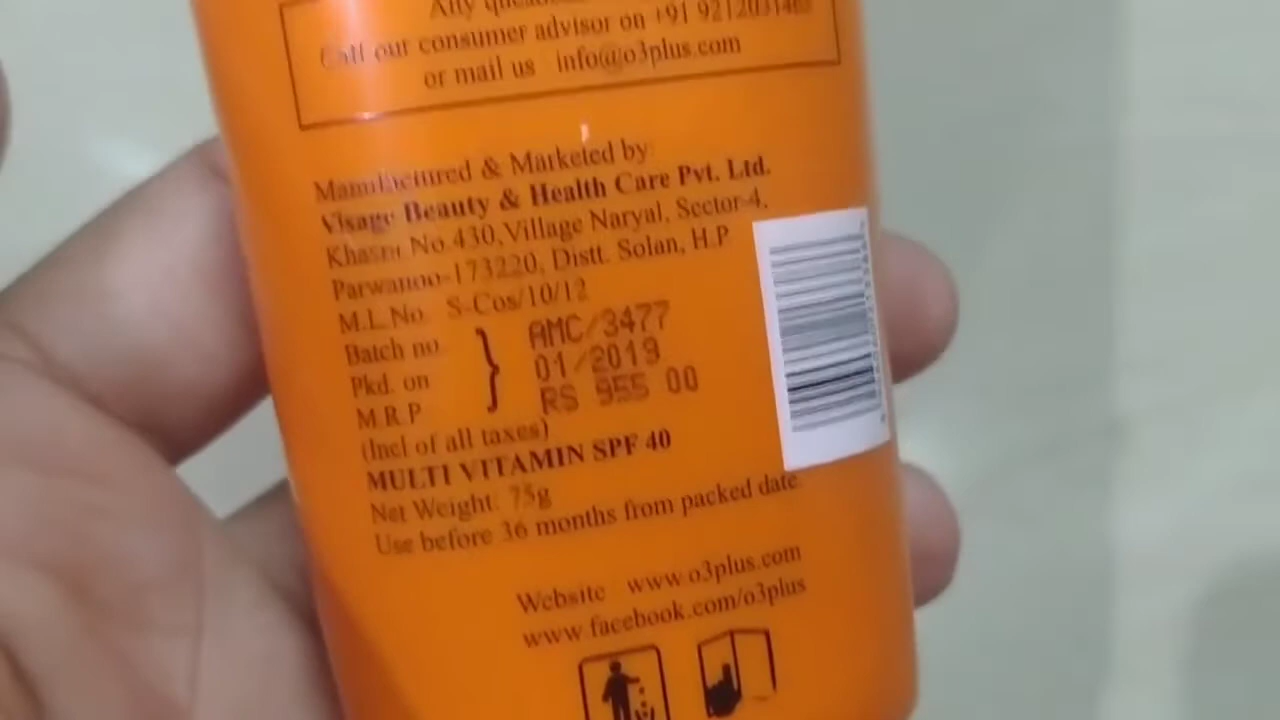 Any
Call our consumer advisor on +91
or mail us info@o3plus.com
Manufactured & Marketed by:
Visage Beauty & Health Care Pvt. Ltd.
Khasra No.430,Village Naryal, Sector-4,
Parwanoo-173220, Distt. Solan, H.P
M.L.No. S-Cos/10/12
Batch no. AMC/3477
Pkd. on 01/2019
M.R.P RS 955 00
(Incl of all taxes)
MULTI VITAMIN SPF 40
Net Weight: 75g
Use before 36 months from packed date
Website www.o3plus.com
www.facebook.com/o3plus